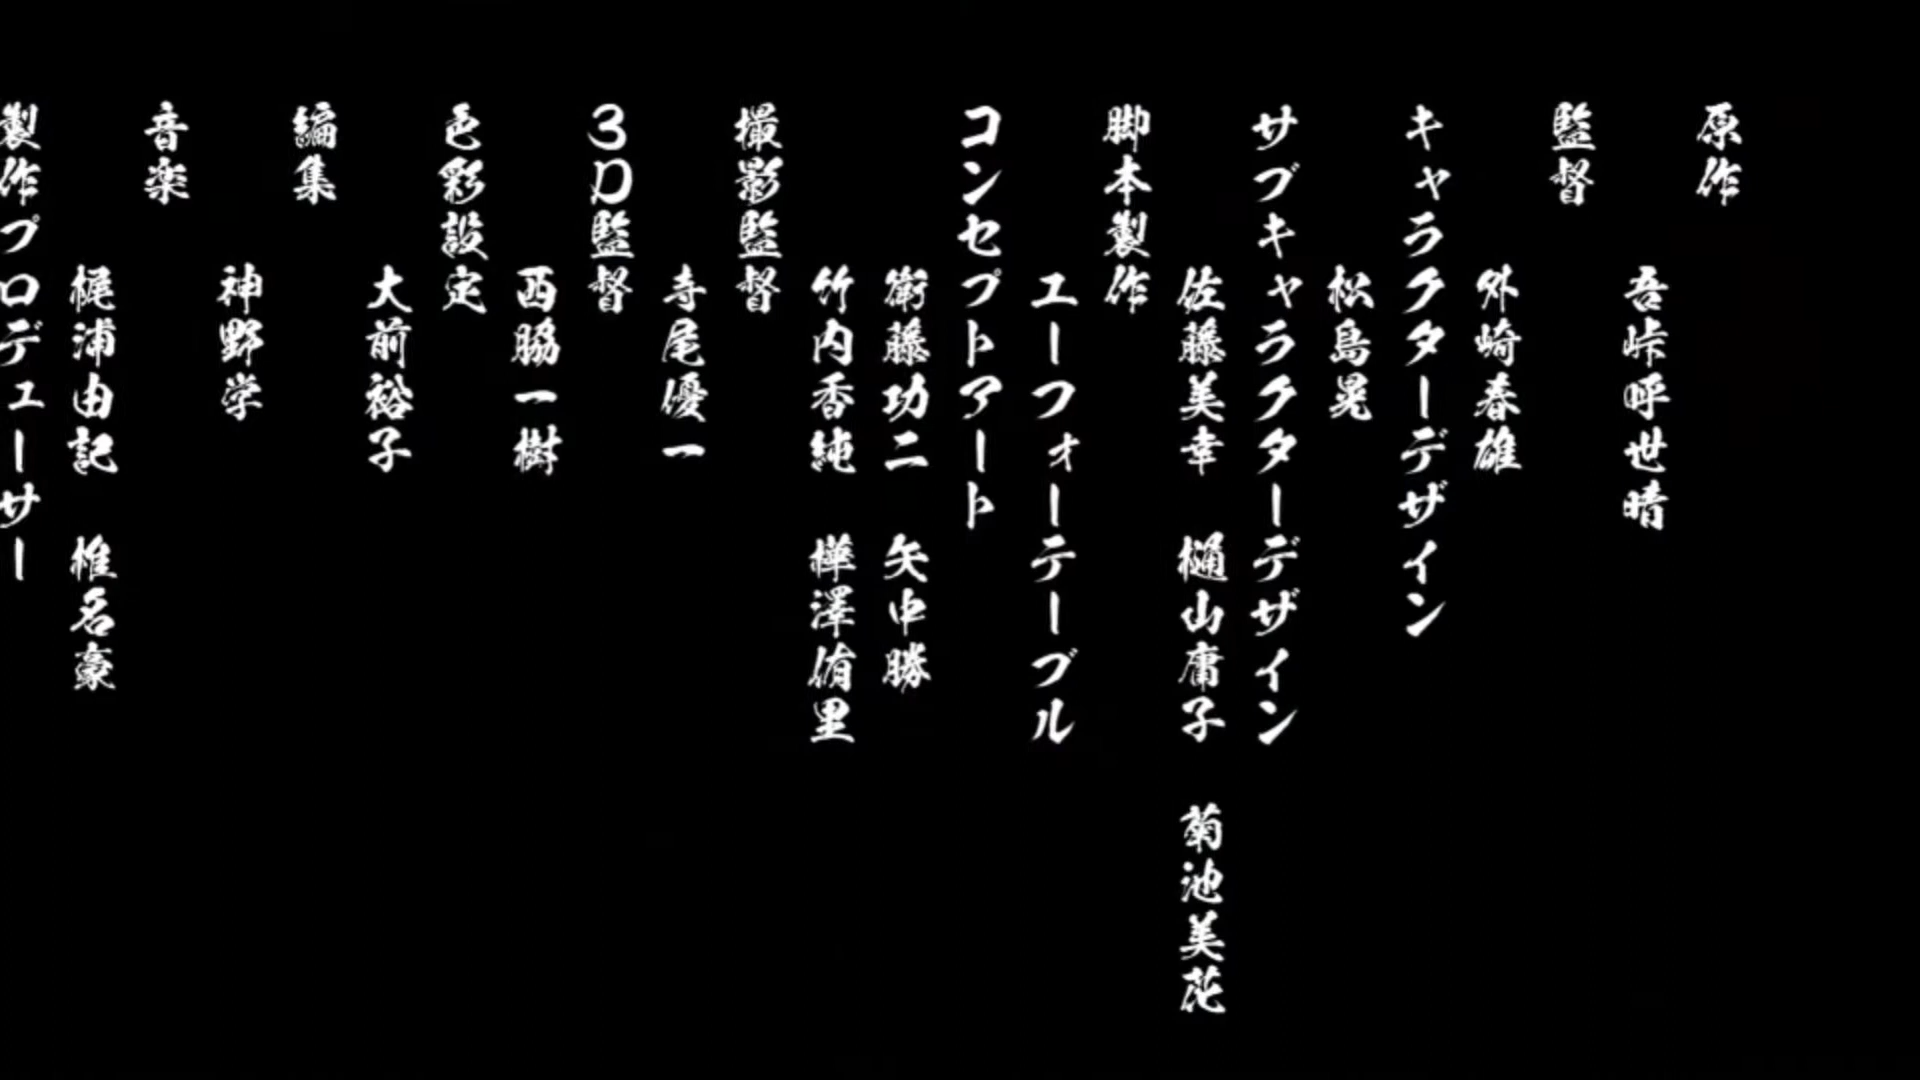 原作
吾峠呼世晴
監督
外崎春雄
キャラクターデザイン
松島晃
サブキャラクターデザイン
佐藤美幸 樋山庸子 菊池美花
脚本製作
ユーフォーテーブル
コンセプトアート
衛藤功二 矢中勝
竹内香純 樺澤侑里
撮影監督
寺尾優一
3D監督
西脇一樹
色彩設定
大前裕子
編集
神野学
音楽
梶浦由記 椎名豪
製作プロデューサー